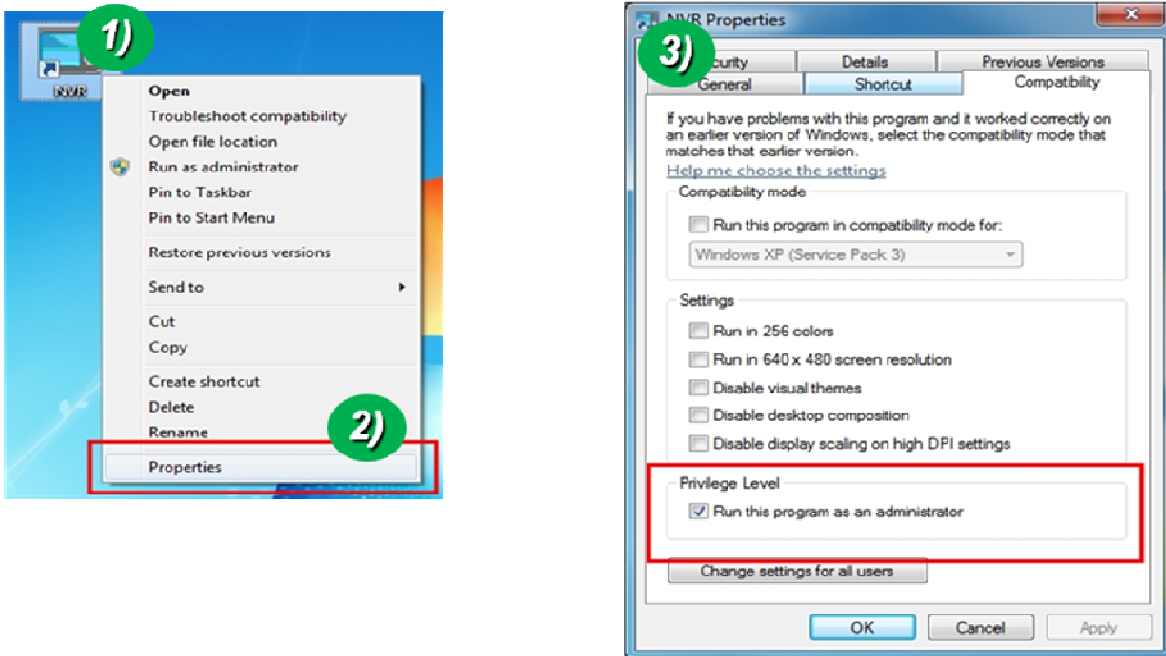 1)
NVR
Open
Troubleshoot compatibility
Open file location
Run as administrator
Pin to Taskbar
Pin to Start Menu
Restore previous versions
Send to
Cut
Copy
Create shortcut
Delete
Rename
2)
Properties
NVR Properties
3)
curity Details Previous Versions
General Shortcut Compatibility
If you have problems with this program and it worked correctly on
an earlier version of Windows, select the compatibility mode that
matches that earlier version.
Help me choose the settings
Compatibility mode
Run this program in compatibility mode for:
Windows XP (Service Pack 3)
Settings
Run in 256 colors
Run in 640 x 480 screen resolution
Disable visual themes
Disable desktop composition
Disable display scaling on high DPI settings
Privilege Level
Run this program as an administrator
Change settings for all users
OK Cancel Apply